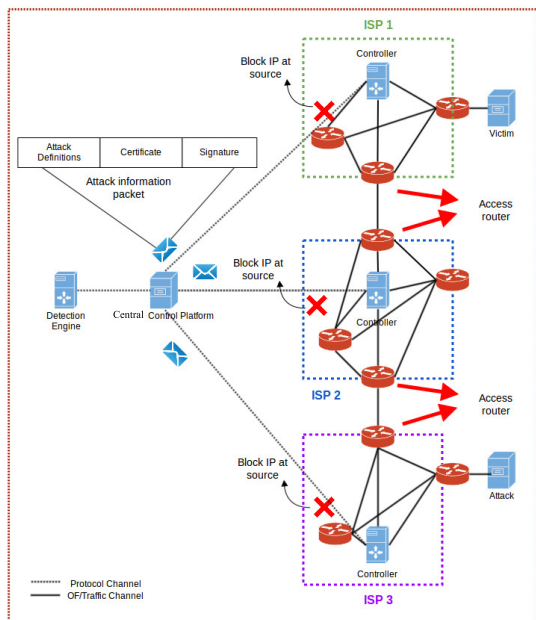 ISP 1
Block IP at
source
Controller
Victim
Attack
Definitions
Certificate
Signature
Attack information
packet
Access
router
Block IP at
source
Detection
Engine
Cntral Control Platform
Controller
ISP 2
Access
router
Block IP at
source
Attack
Controller
Protocol Channel
OF/Traffic Channel
ISP 3